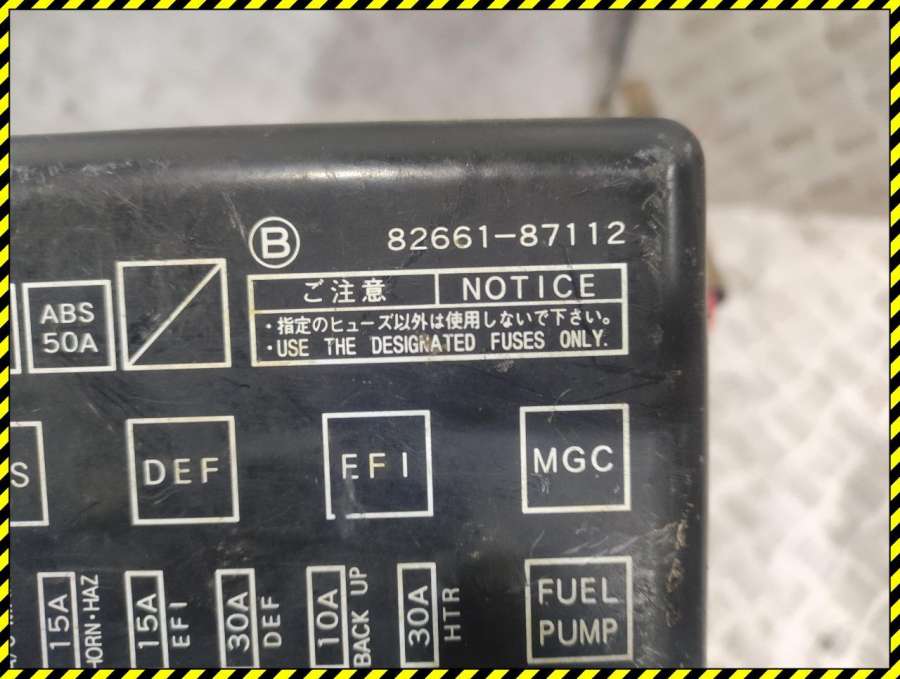 B 82661-87112
ご注意 NOTICE
・指定のヒューズ以外は使用しないで下さい。
・USE THE DESIGNATED FUSES ONLY.
ABS
50A
DEF
EFI
MGC
15A HORN・HAZ
15A EFI
30A DEF
10A BACK UP
30A HTR
FUEL
PUMP